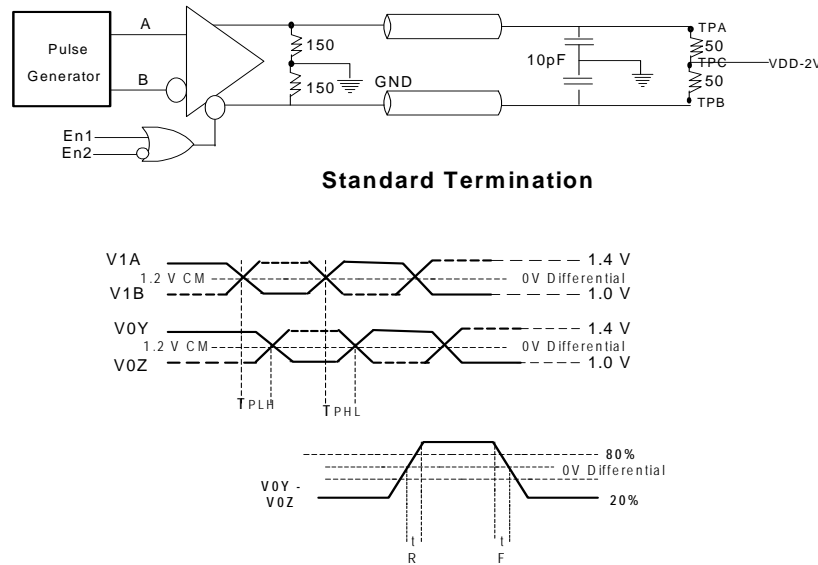 Pulse
Generator
A
B
En1
En2
150
150
GND
10pF
TPA
50
TPC
VDD-2V
50
TPB
Standard Termination
V1A
1.2 V CM
V1B
1.4 V
0V Differential
1.0 V
V0Y
1.2 V CM
V0Z
1.4 V
0V Differential
1.0 V
TPLH
TPHL
80%
0V Differential
V0Y -
V0Z
20%
t
R
t
F